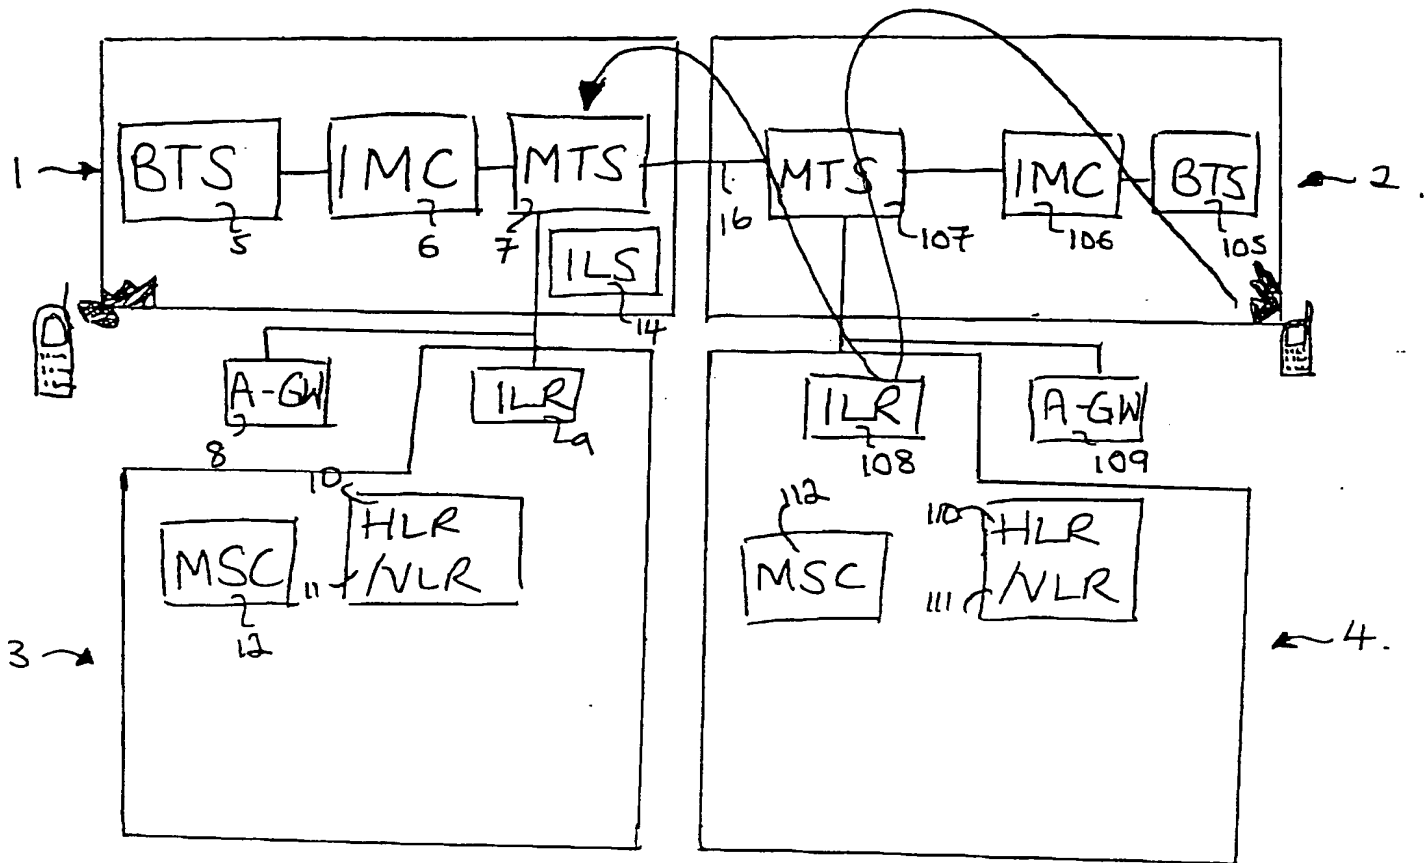 1 BTS IMC MTS MTS IMC BTS 2.
5 6 7 16 107 106 105
ILS
14
A-GW ILR ILR A-GW
8 9 108 109
10 HLR 112 110 HLR
MSC 11 /VLR MSC 111 /VLR
12
3 4.